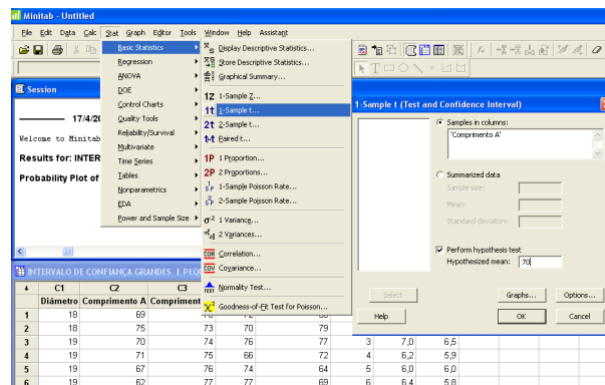 Minitab - Untitled
File Edit Data Calc Stat Graph Editor Tools Window Help Assistant
Session
17/4/20
Welcome to Minitab
Results for: INTER
Probability Plot of
Basic Statistics
Regression
ANOVA
DOE
Control Charts
Quality Tools
Reliability/Survival
Multivariate
Time Series
Tables
Nonparametrics
EDA
Power and Sample Size
Display Descriptive Statistics...
Store Descriptive Statistics...
Graphical Summary...
1Z 1-Sample Z...
1t 1-Sample t...
2t 2-Sample t...
t-t Paired t...
1P 1 Proportion...
2P 2 Proportions...
1-Sample Poisson Rate...
2-Sample Poisson Rate...
σ² 1 Variance...
2 Variances...
COR Correlation...
COV Covariance...
Normality Test...
Goodness-of-Fit Test for Poisson...
1-Sample t (Test and Confidence Interval)
Samples in columns:
'Comprimento A'
Summarized data
Sample size:
Mean:
Standard deviation:
Perform hypothesis test
Hypothesized mean: 70
Select
Graphs... Options...
Help OK Cancel
INTERVALO DE CONFIANÇA GRANDES E PEQ
C1 C2 C3
Diâmetro Comprimento A Compriment
1 18 69
2 18 75 73 70 79
3 19 70 74 76 77 3 7,0 6,5
4 19 71 75 66 72 4 6,2 5,9
5 19 67 76 74 64 5 6,0 6,0
6 19 62 77 77 69 6 6,4 5,8